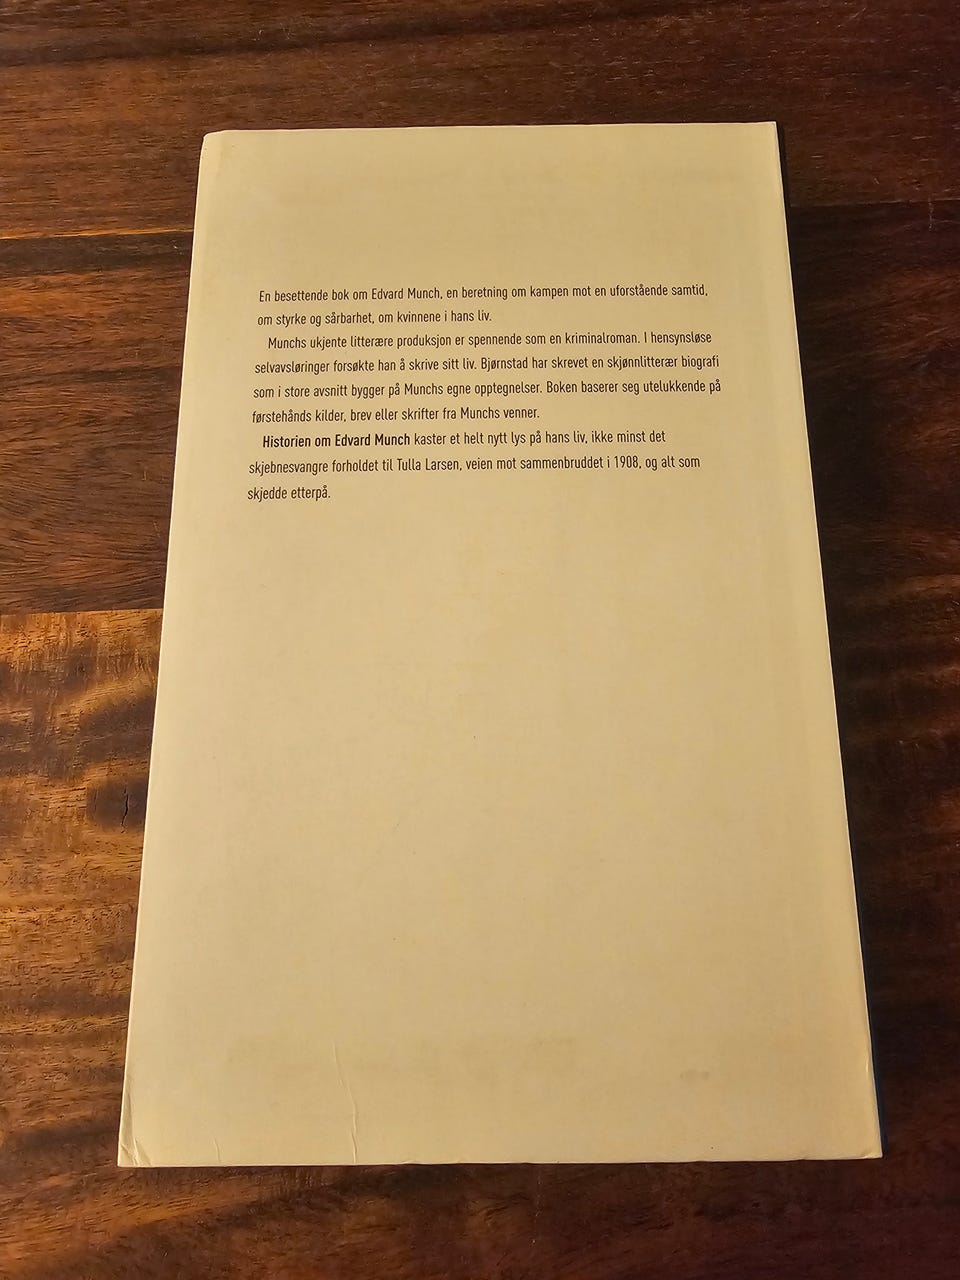 En besettende bok om Edvard Munch, en beretning om kampen mot en uforstående samtid,
om styrke og sårbarhet, om kvinnene i hans liv.
Munchs ukjente litterære produksjon er spennende som en kriminalroman. I hensynsløse
selvavsløringer forsøkte han å skrive sitt liv. Bjørnstad har skrevet en skjønnlitterær biografi
som i store avsnitt bygger på Munchs egne opptegnelser. Boken baserer seg utelukkende på
førstehånds kilder, brev eller skrifter fra Munchs venner.
Historien om Edvard Munch kaster et helt nytt lys på hans liv, ikke minst det
skjebnesvangre forholdet til Tulla Larsen, veien mot sammenbruddet i 1908, og alt som
skjedde etterpå.